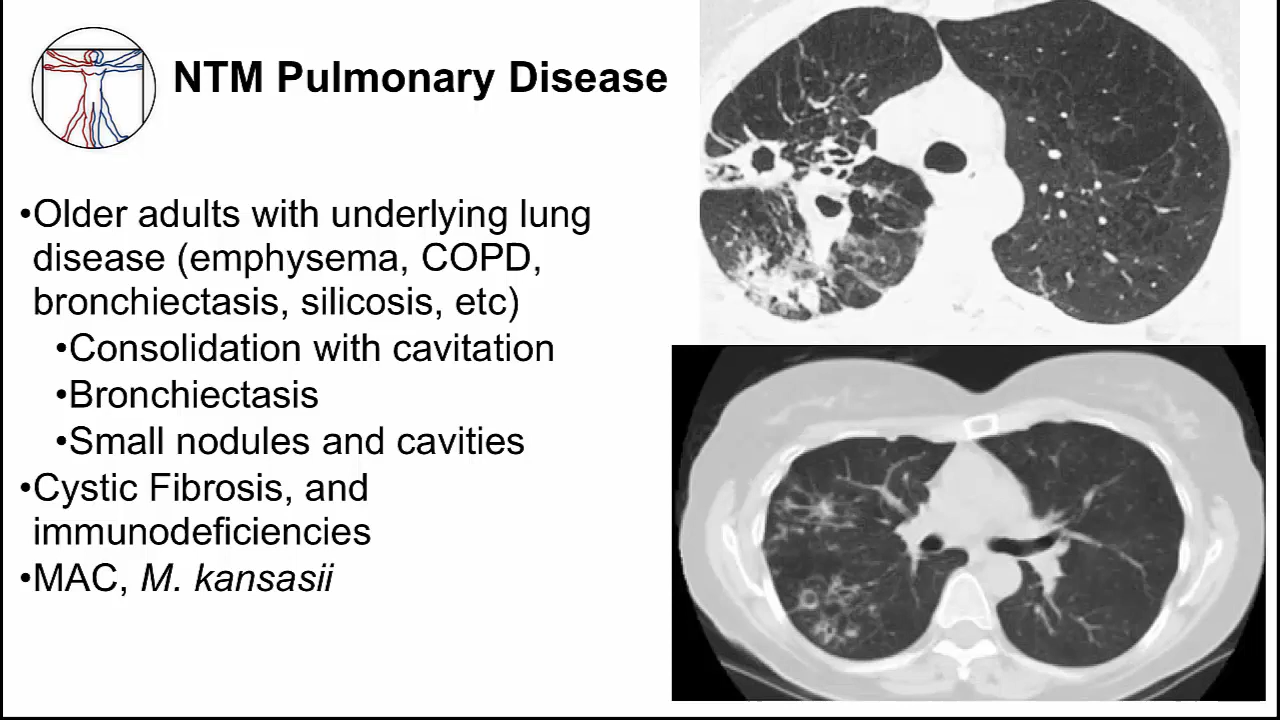 NTM Pulmonary Disease
•Older adults with underlying lung
disease (emphysema, COPD,
bronchiectasis, silicosis, etc)
•Consolidation with cavitation
•Bronchiectasis
•Small nodules and cavities
•Cystic Fibrosis, and
immunodeficiencies
•MAC, M. kansasii